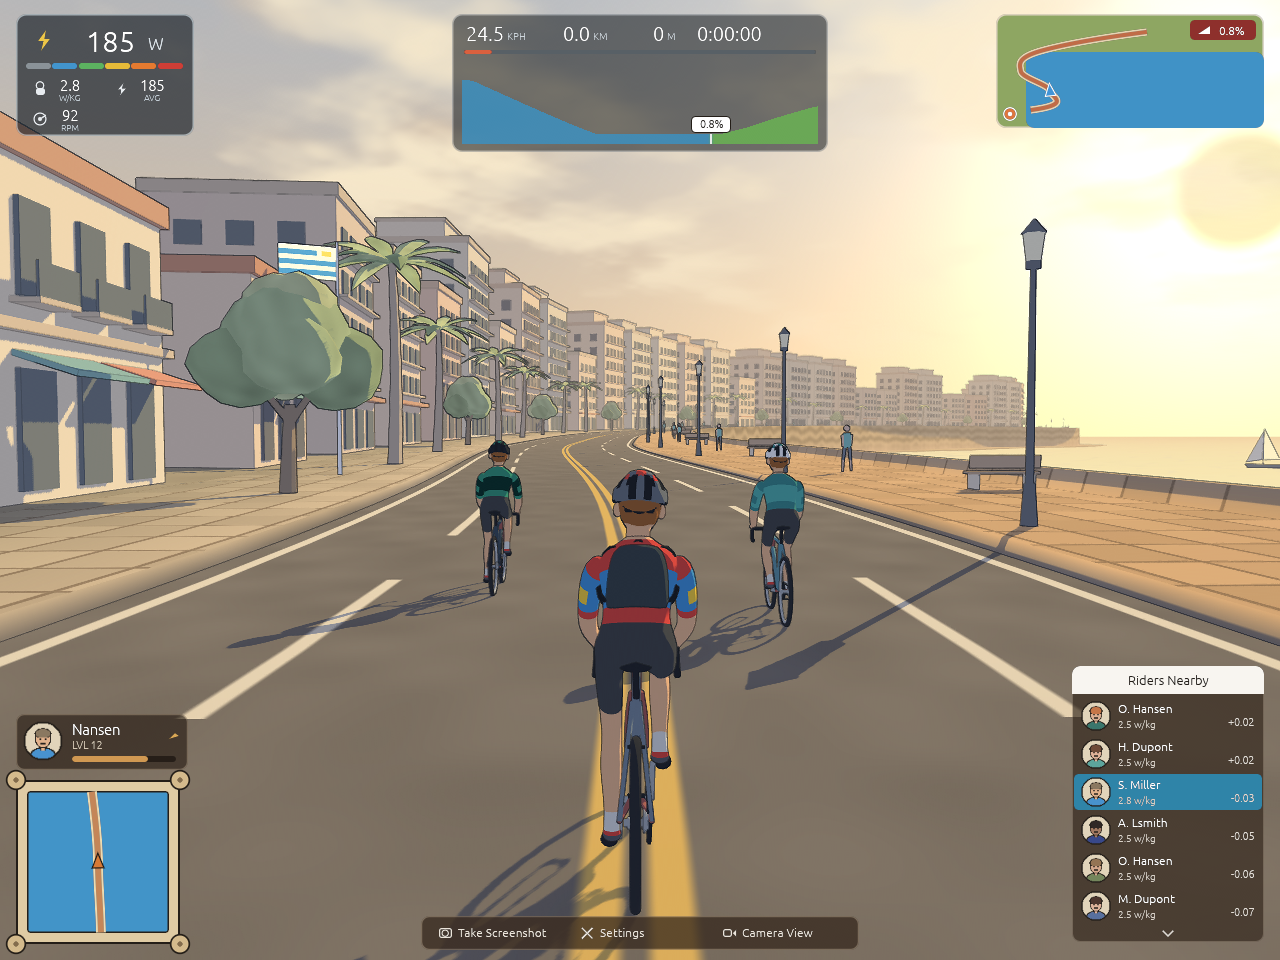 185 W
2.8
W/KG
185
AVG
92
RPM
24.5 KPH 0.0 KM 0 M 0:00:00
0.8%
0.8%
Nansen
LVL 12
Riders Nearby
O. Hansen
2.5 w/kg +0.02
H. Dupont
2.5 w/kg +0.02
S. Miller
2.8 w/kg -0.03
A. Lsmith
2.5 w/kg -0.05
O. Hansen
2.5 w/kg -0.06
M. Dupont
2.5 w/kg -0.07
Take Screenshot Settings Camera View